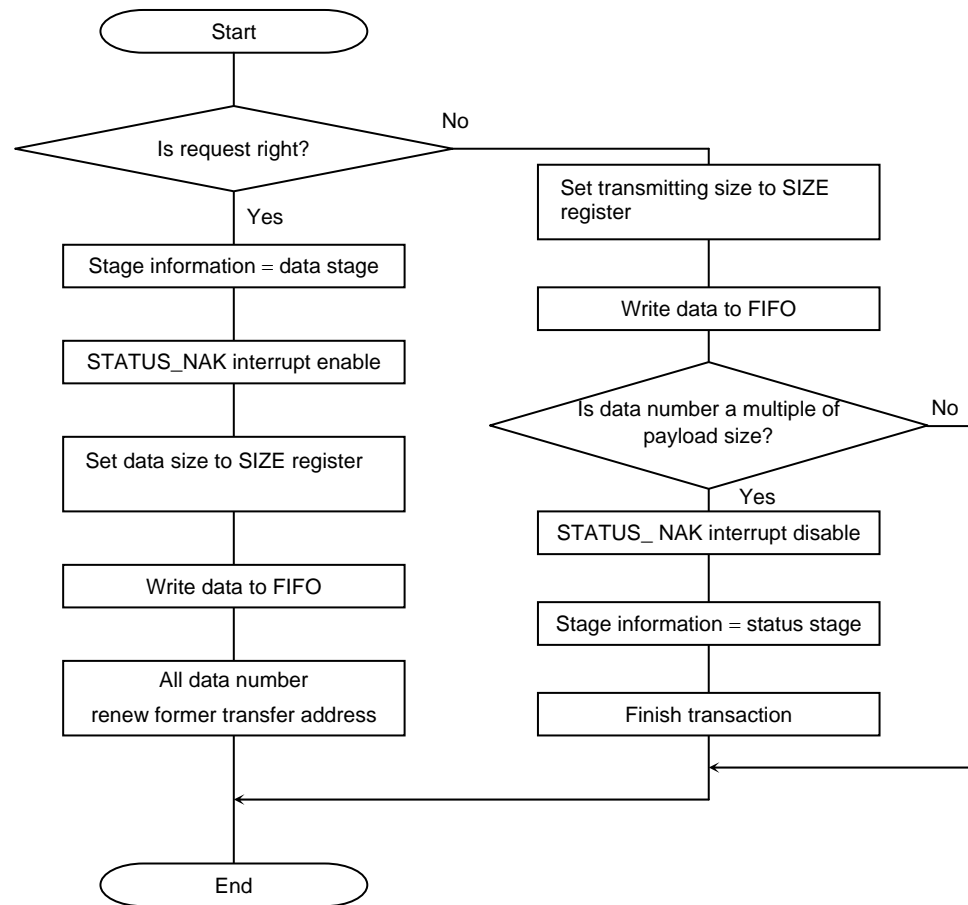 Start
Is request right?
No
Yes
Stage information = data stage
STATUS_NAK interrupt enable
Set data size to SIZE register
Write data to FIFO
All data number
renew former transfer address
Set transmitting size to SIZE
register
Write data to FIFO
Is data number a multiple of
payload size?
No
Yes
STATUS_ NAK interrupt disable
Stage information = status stage
Finish transaction
End